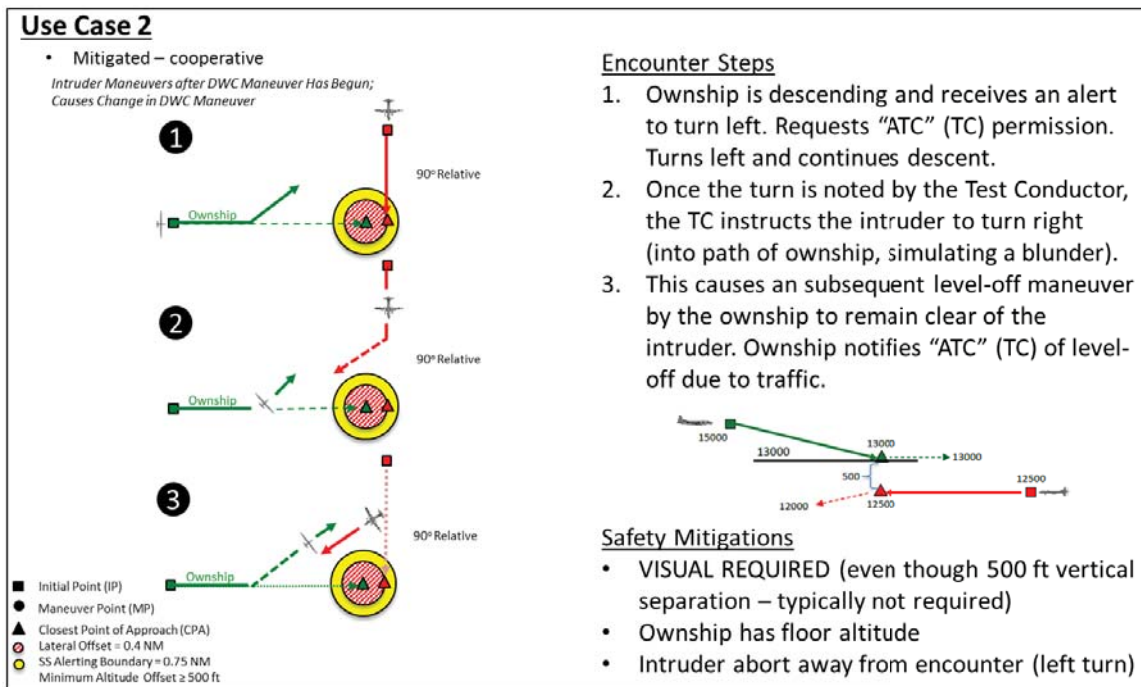 Use Case 2
• Mitigated – cooperative
Intruder Maneuvers after DWC Maneuver Has Begun;
Causes Change in DWC Maneuver
1
90° Relative
Ownship
2
90° Relative
Ownship
3
90° Relative
Ownship
Initial Point (IP)
Maneuver Point (MP)
Closest Point of Approach (CPA)
Lateral Offset = 0.4 NM
SS Alerting Boundary = 0.75 NM
Minimum Altitude Offset ≥ 500 ft
Encounter Steps
1. Ownship is descending and receives an alert
to turn left. Requests “ATC” (TC) permission.
Turns left and continues descent.
2. Once the turn is noted by the Test Conductor,
the TC instructs the intruder to turn right
(into path of ownship, simulating a blunder).
3. This causes an subsequent level-off maneuver
by the ownship to remain clear of the
intruder. Ownship notifies “ATC” (TC) of level-
off due to traffic.
15000
13000
13000
13000
500
12500
12000
12500
Safety Mitigations
• VISUAL REQUIRED (even though 500 ft vertical
separation – typically not required)
• Ownship has floor altitude
• Intruder abort away from encounter (left turn)